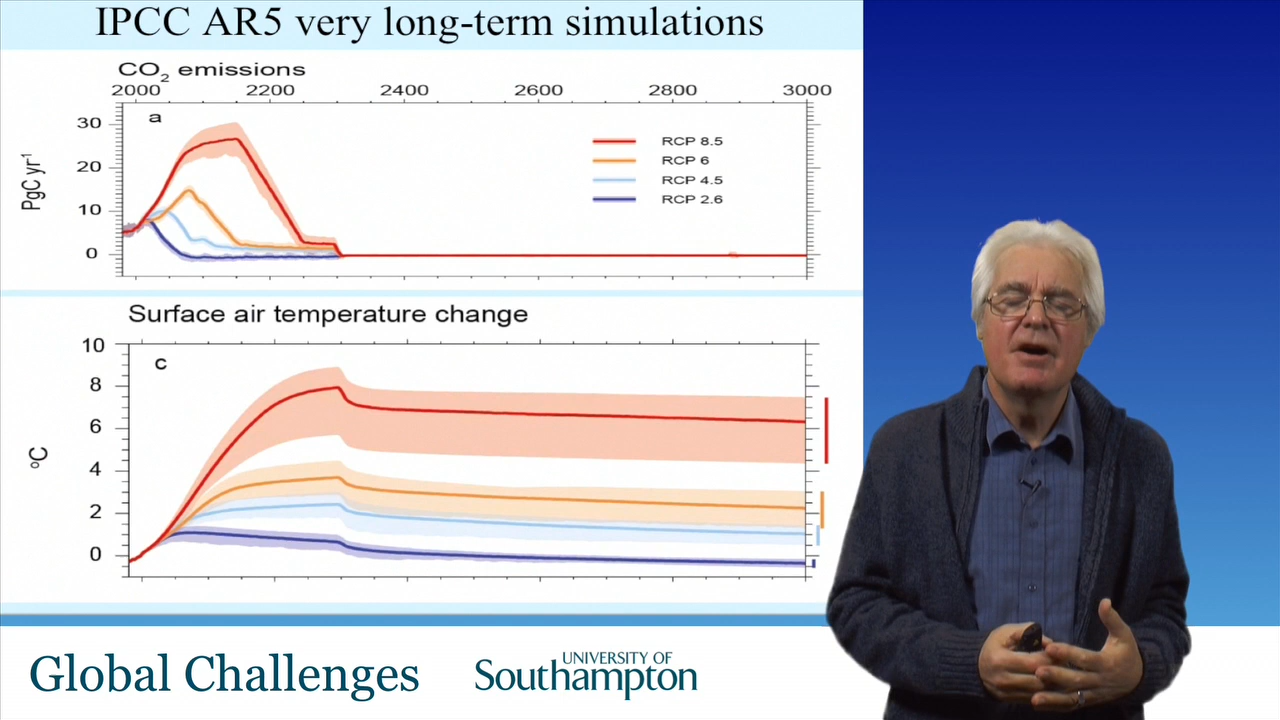 IPCC AR5 very long-term simulations
CO2 emissions
2000 2200 2400 2600 2800 3000
a
30
20
10
0
PgC yr-1
RCP 8.5
RCP 6
RCP 4.5
RCP 2.6
Surface air temperature change
c
10
8
6
4
2
0
°C
Global Challenges
UNIVERSITY OF
Southampton